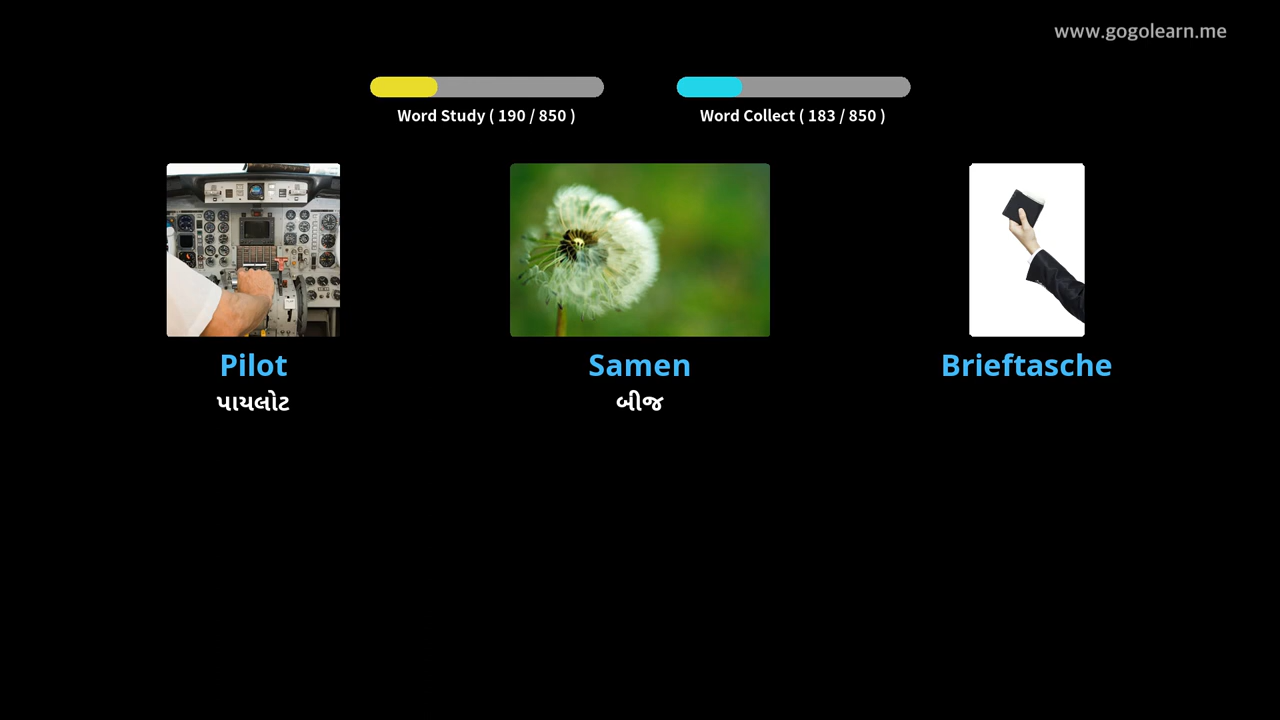 www.gogolearn.me
Word Study ( 190 / 850 )
Word Collect ( 183 / 850 )
Pilot
પાયલોટ
Samen
બીજ
Brieftasche